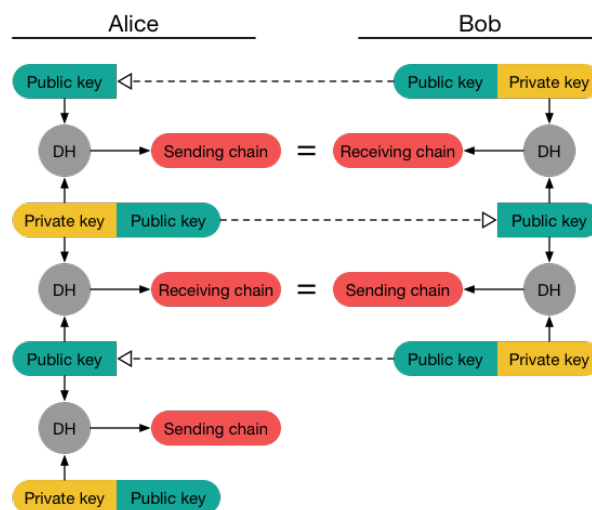 Alice Bob
Public key Public key Private key
DH Sending chain = Receiving chain DH
Private key Public key Public key
DH Receiving chain = Sending chain DH
Public key Public key Private key
DH Sending chain
Private key Public key